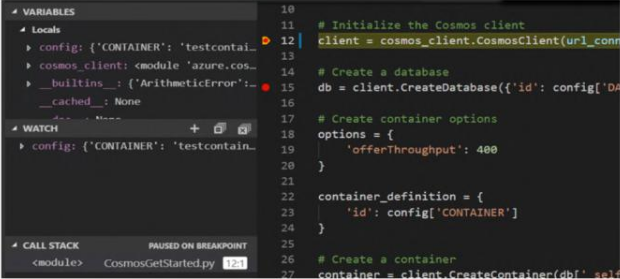 VARIABLES
Locals
config: {'CONTAINER': 'testcontai...
cosmos_client: <module 'azure.cos...
__builtins__: {'ArithmeticError':...
__cached__: None
WATCH
config: {'CONTAINER': 'testcontain...
CALL STACK PAUSED ON BREAKPOINT
<module> CosmosGetStarted.py 12:1
10
11 # Initialize the Cosmos client
12 client = cosmos_client.CosmosClient(url_conn
13
14 # Create a database
15 db = client.CreateDatabase({'id': config['DA
16
17 # Create container options
18 options = {
19 'offerThroughput': 400
20 }
21
22 container_definition = {
23 'id': config['CONTAINER']
24 }
25
26 # Create a container
27 container = client.CreateContainer(db['_self